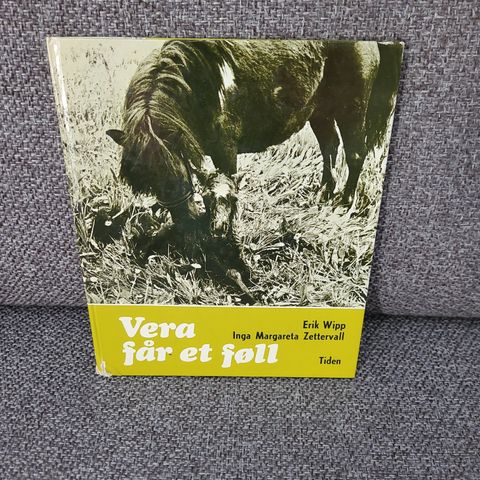 Vera
får et føll
Erik Wipp
Inga Margareta Zettervall
Tiden